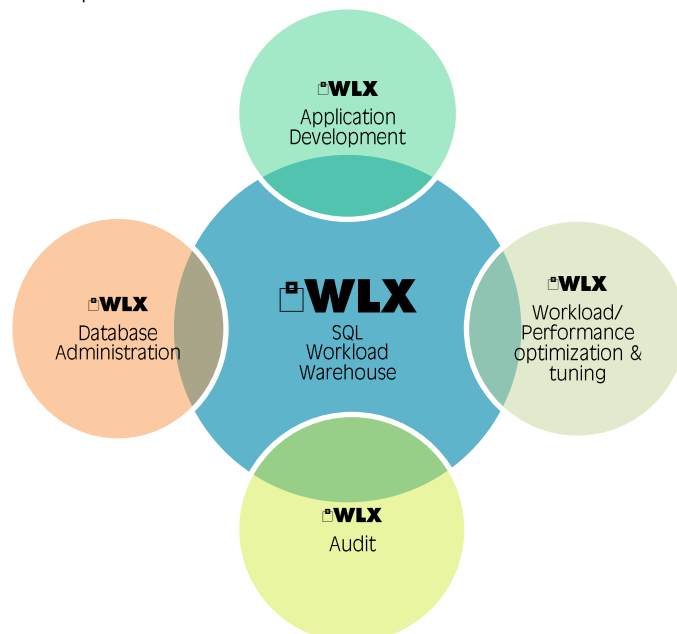 WLX
Application
Development
WLX
Database
Administration
WLX
SQL
Workload
Warehouse
WLX
Workload/
Performance
optimization &
tuning
WLX
Audit